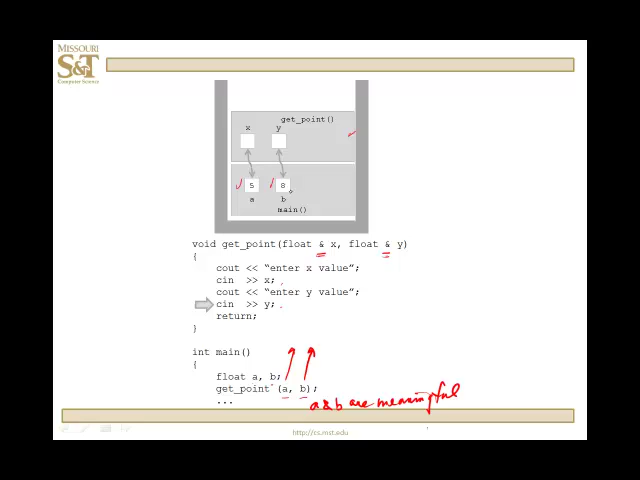 MISSOURI
S&T
Computer Science
get_point()
x y
5 8
a b
main()
void get_point(float & x, float & y)
{
cout << “enter x value”;
cin >> x;
cout << “enter y value”;
cin >> y;
return;
}
int main()
{
float a, b;
get_point (a, b);
...
a & b are meaningful
http://cs.mst.edu